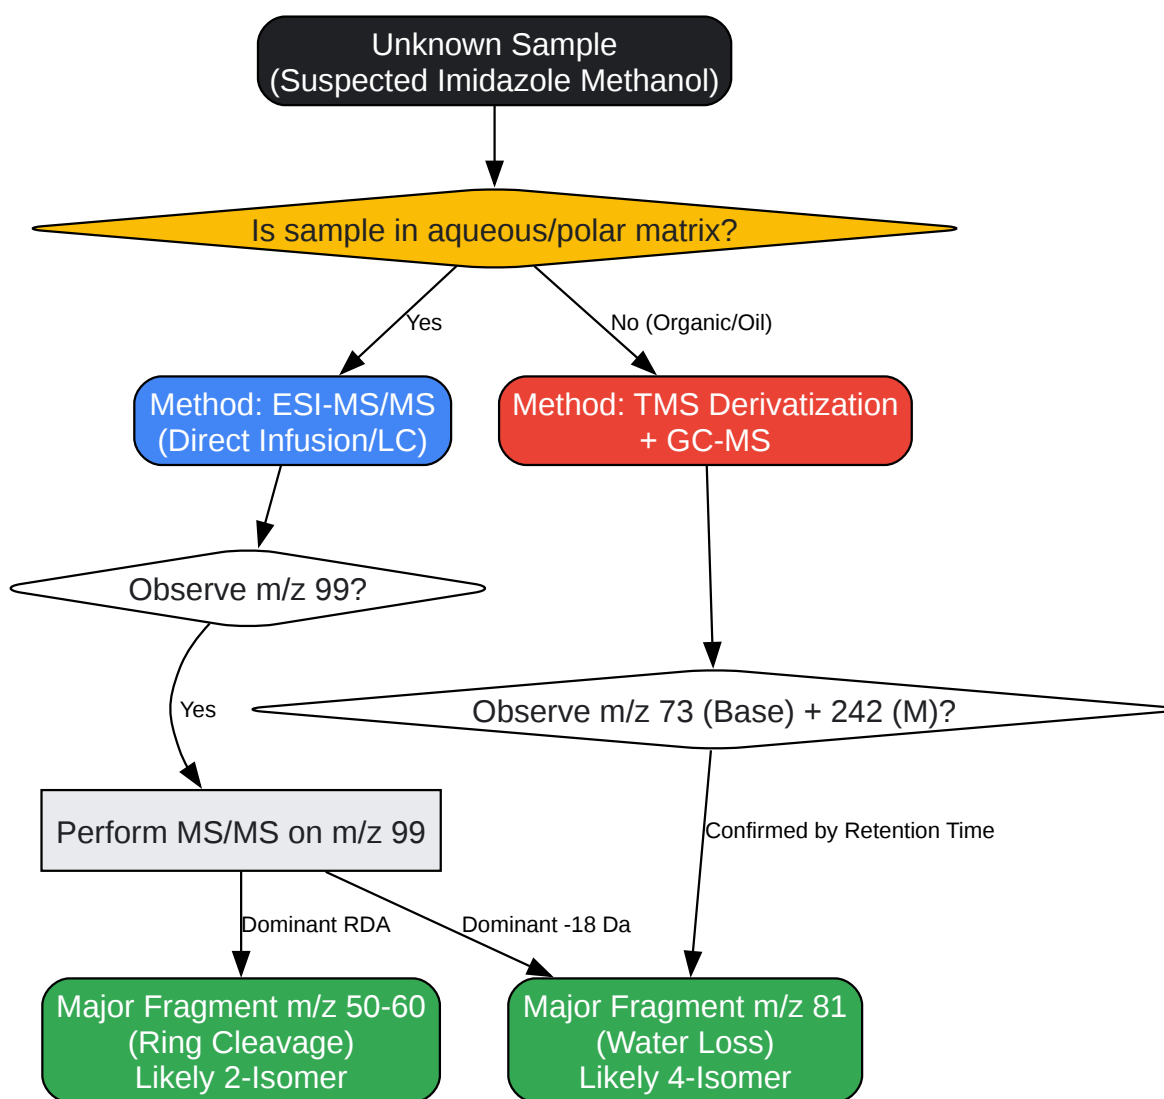 Unknown Sample
(Suspected Imidazole Methanol)
Is sample in aqueous/polar matrix?
Yes
No (Organic/Oil)
Method: ESI-MS/MS
(Direct Infusion/LC)
Method: TMS Derivatization
+ GC-MS
Observe m/z 99?
Yes
Observe m/z 73 (Base) + 242 (M)?
Perform MS/MS on m/z 99
Confirmed by Retention Time
Dominant RDA
Dominant -18 Da
Major Fragment m/z 50-60
(Ring Cleavage)
Likely 2-Isomer
Major Fragment m/z 81
(Water Loss)
Likely 4-Isomer